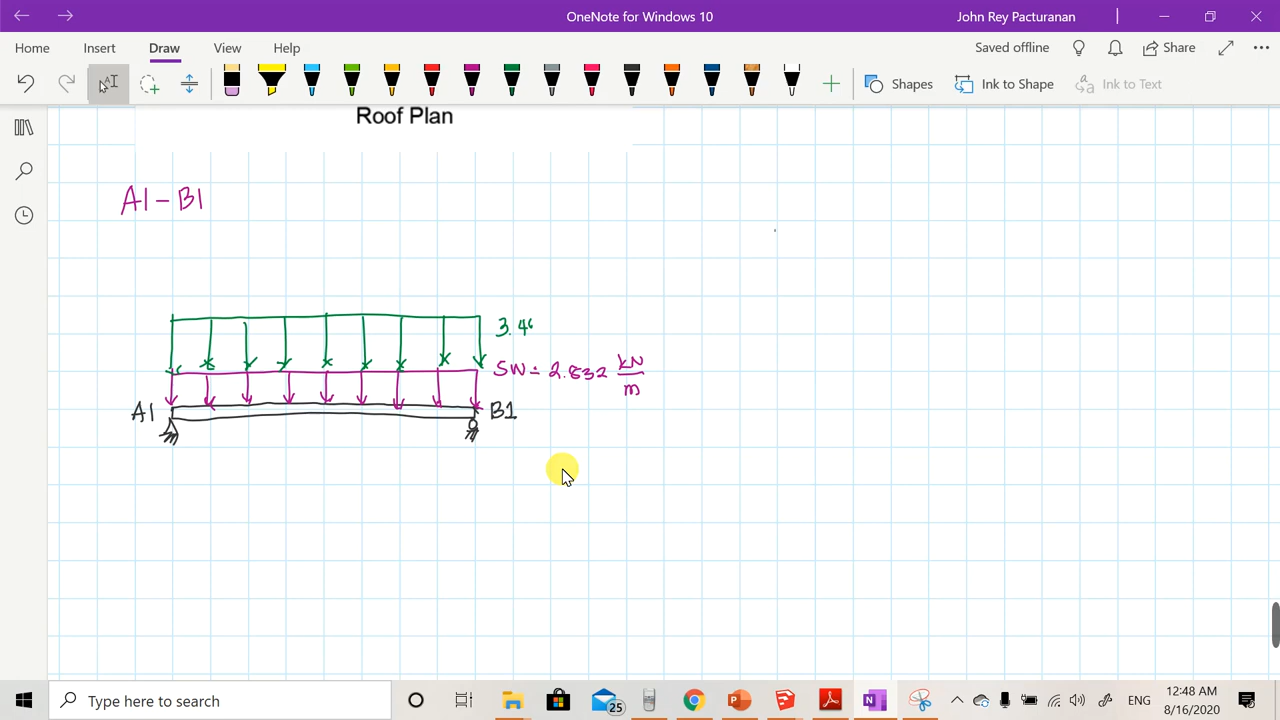 OneNote for Windows 10
John Rey Pacturanan
Home Insert Draw View Help
Saved offline
Share
Shapes
Ink to Shape
Ink to Text
Roof Plan
A1 - B1
3.46
SW = 2.832 kN
m
A1
B1
Type here to search
25
ENG
12:48 AM
8/16/2020